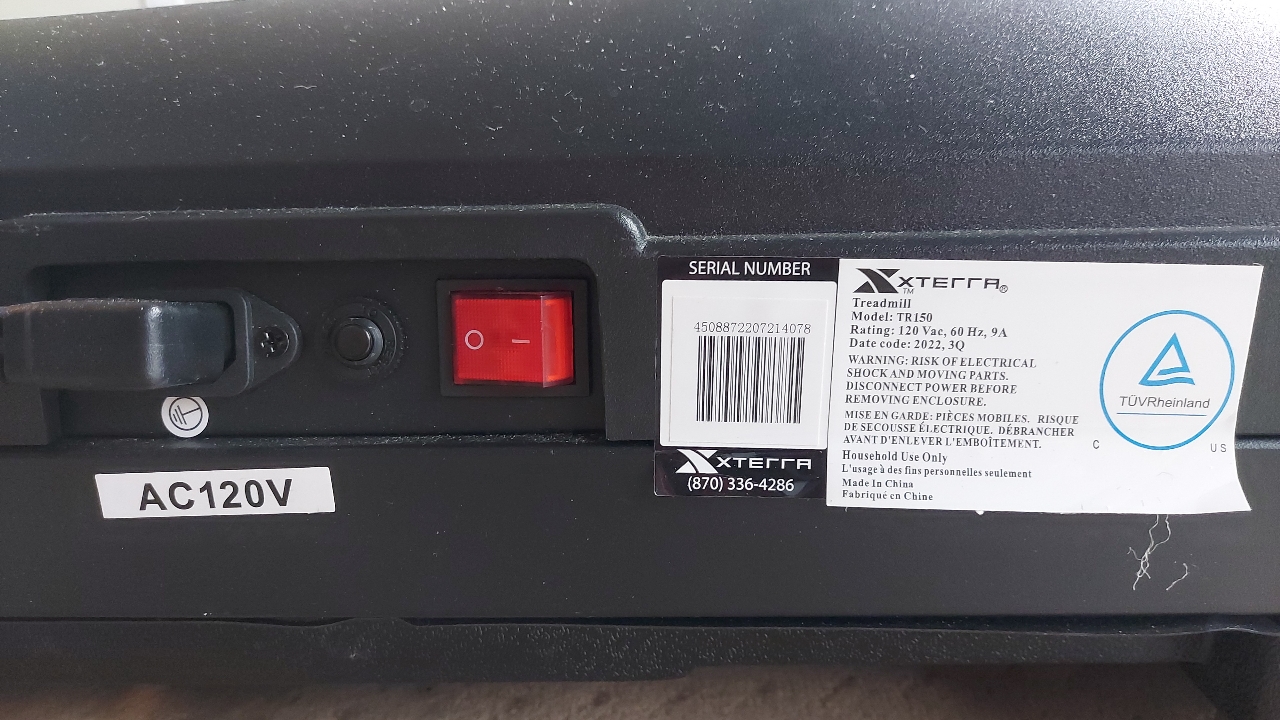 AC120V
O –
SERIAL NUMBER
4508872207214078
XTERRA
(870) 336-4286
XTERRA®
TM
Treadmill
Model: TR150
Rating: 120 Vac, 60 Hz, 9A
Date code: 2022, 3Q
WARNING: RISK OF ELECTRICAL
SHOCK AND MOVING PARTS.
DISCONNECT POWER BEFORE
REMOVING ENCLOSURE.
MISE EN GARDE: PIÈCES MOBILES. RISQUE
DE SECOUSSE ÉLECTRIQUE. DÉBRANCHER
AVANT D'ENLEVER L'EMBOÎTEMENT.
Household Use Only
L'usage à des fins personnelles seulement
Made In China
Fabriqué en Chine
TÜVRheinland
C US